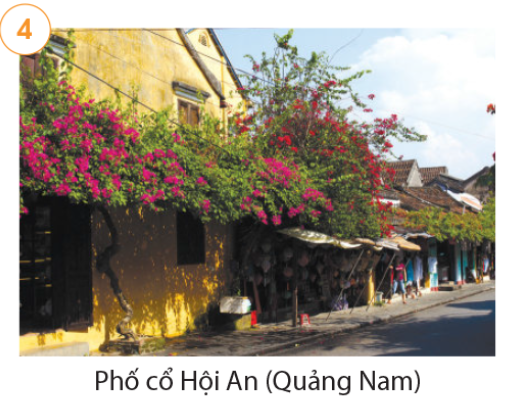 4
Phố cổ Hội An (Quảng Nam)